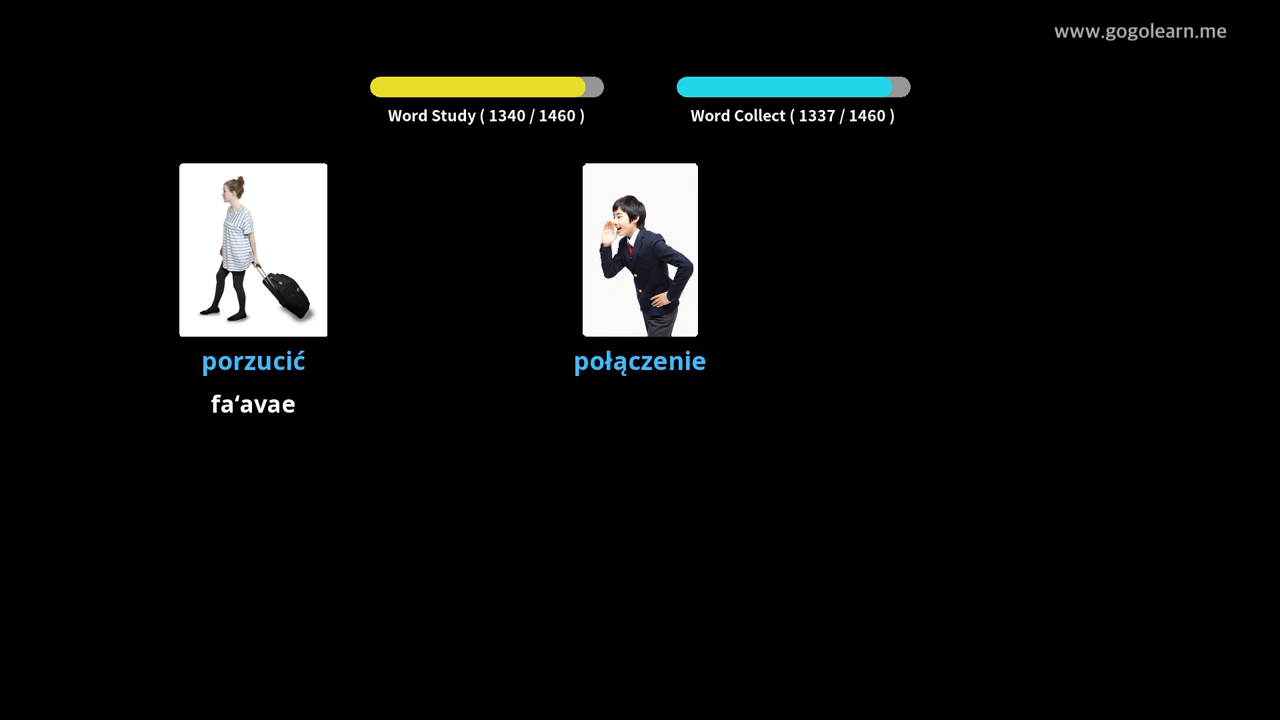 www.gogolearn.me
Word Study ( 1340 / 1460 )
Word Collect ( 1337 / 1460 )
porzucić
połączenie
fa‘avae